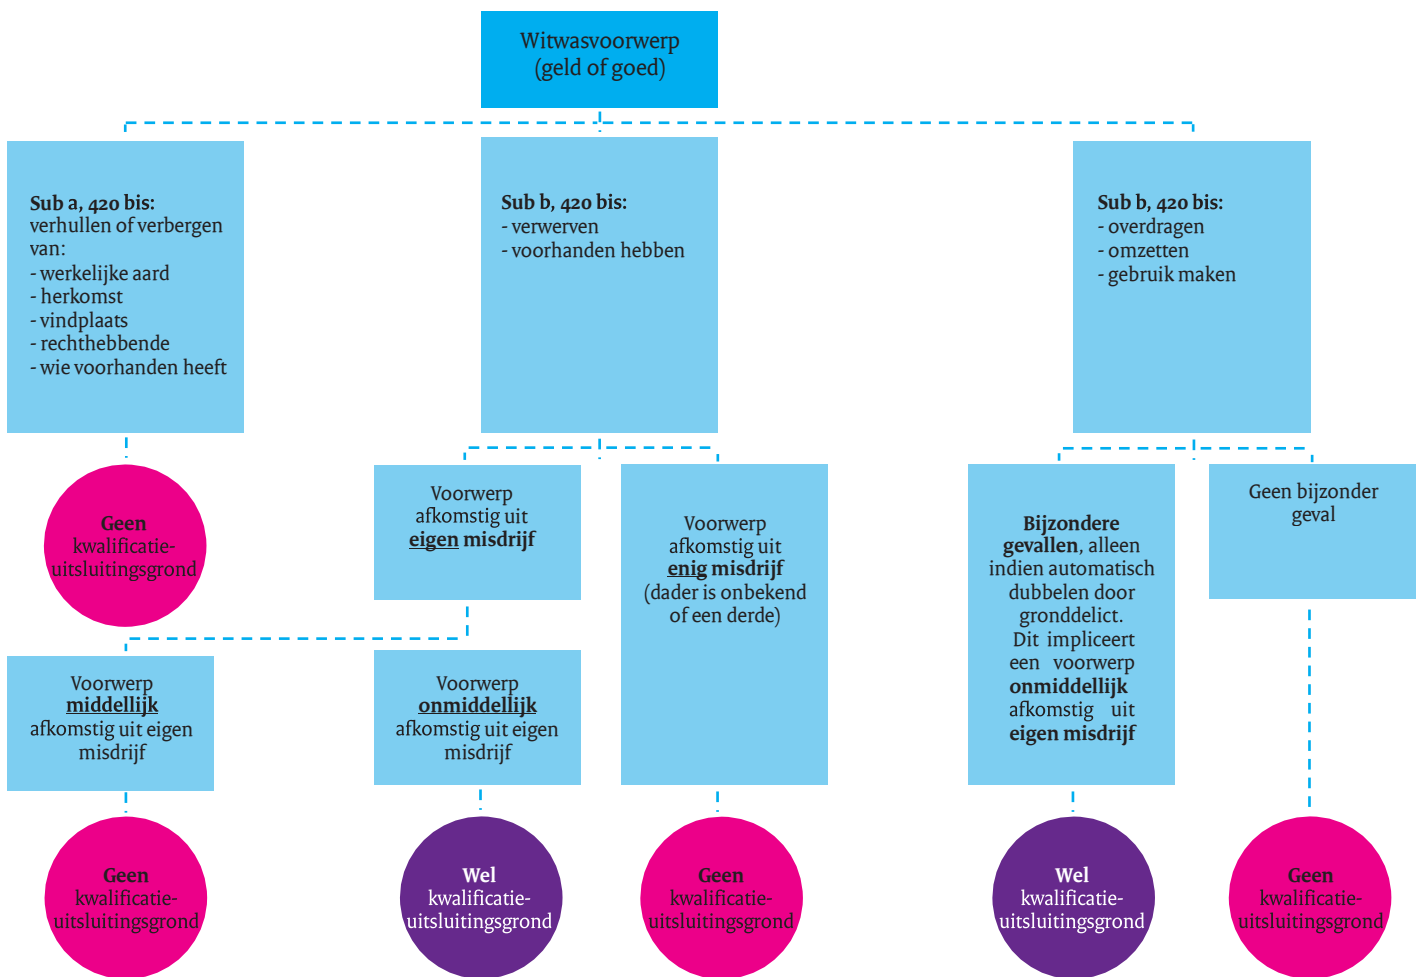 Witwasvoorwerp
(geld of goed)
Sub a, 420 bis:
verhullen of verbergen
van:
- werkelijke aard
- herkomst
- vindplaats
- rechthebbende
- wie voorhanden heeft
Sub b, 420 bis:
- verwerven
- voorhanden hebben
Sub b, 420 bis:
- overdragen
- omzetten
- gebruik maken
Geen
kwalificatie-
uitsluitingsgrond
Voorwerp
afkomstig uit
eigen misdrijf
Voorwerp
afkomstig uit
enig misdrijf
(dader is onbekend
of een derde)
Bijzondere
gevallen, alleen
indien automatisch
dubbelen door
gronddelict.
Dit impliceert
een voorwerp
onmiddellijk
afkomstig uit
eigen misdrijf
Geen bijzonder
geval
Voorwerp
middellijk
afkomstig uit eigen
misdrijf
Voorwerp
onmiddellijk
afkomstig uit eigen
misdrijf
Geen
kwalificatie-
uitsluitingsgrond
Wel
kwalificatie-
uitsluitingsgrond
Geen
kwalificatie-
uitsluitingsgrond
Wel
kwalificatie-
uitsluitingsgrond
Geen
kwalificatie-
uitsluitingsgrond